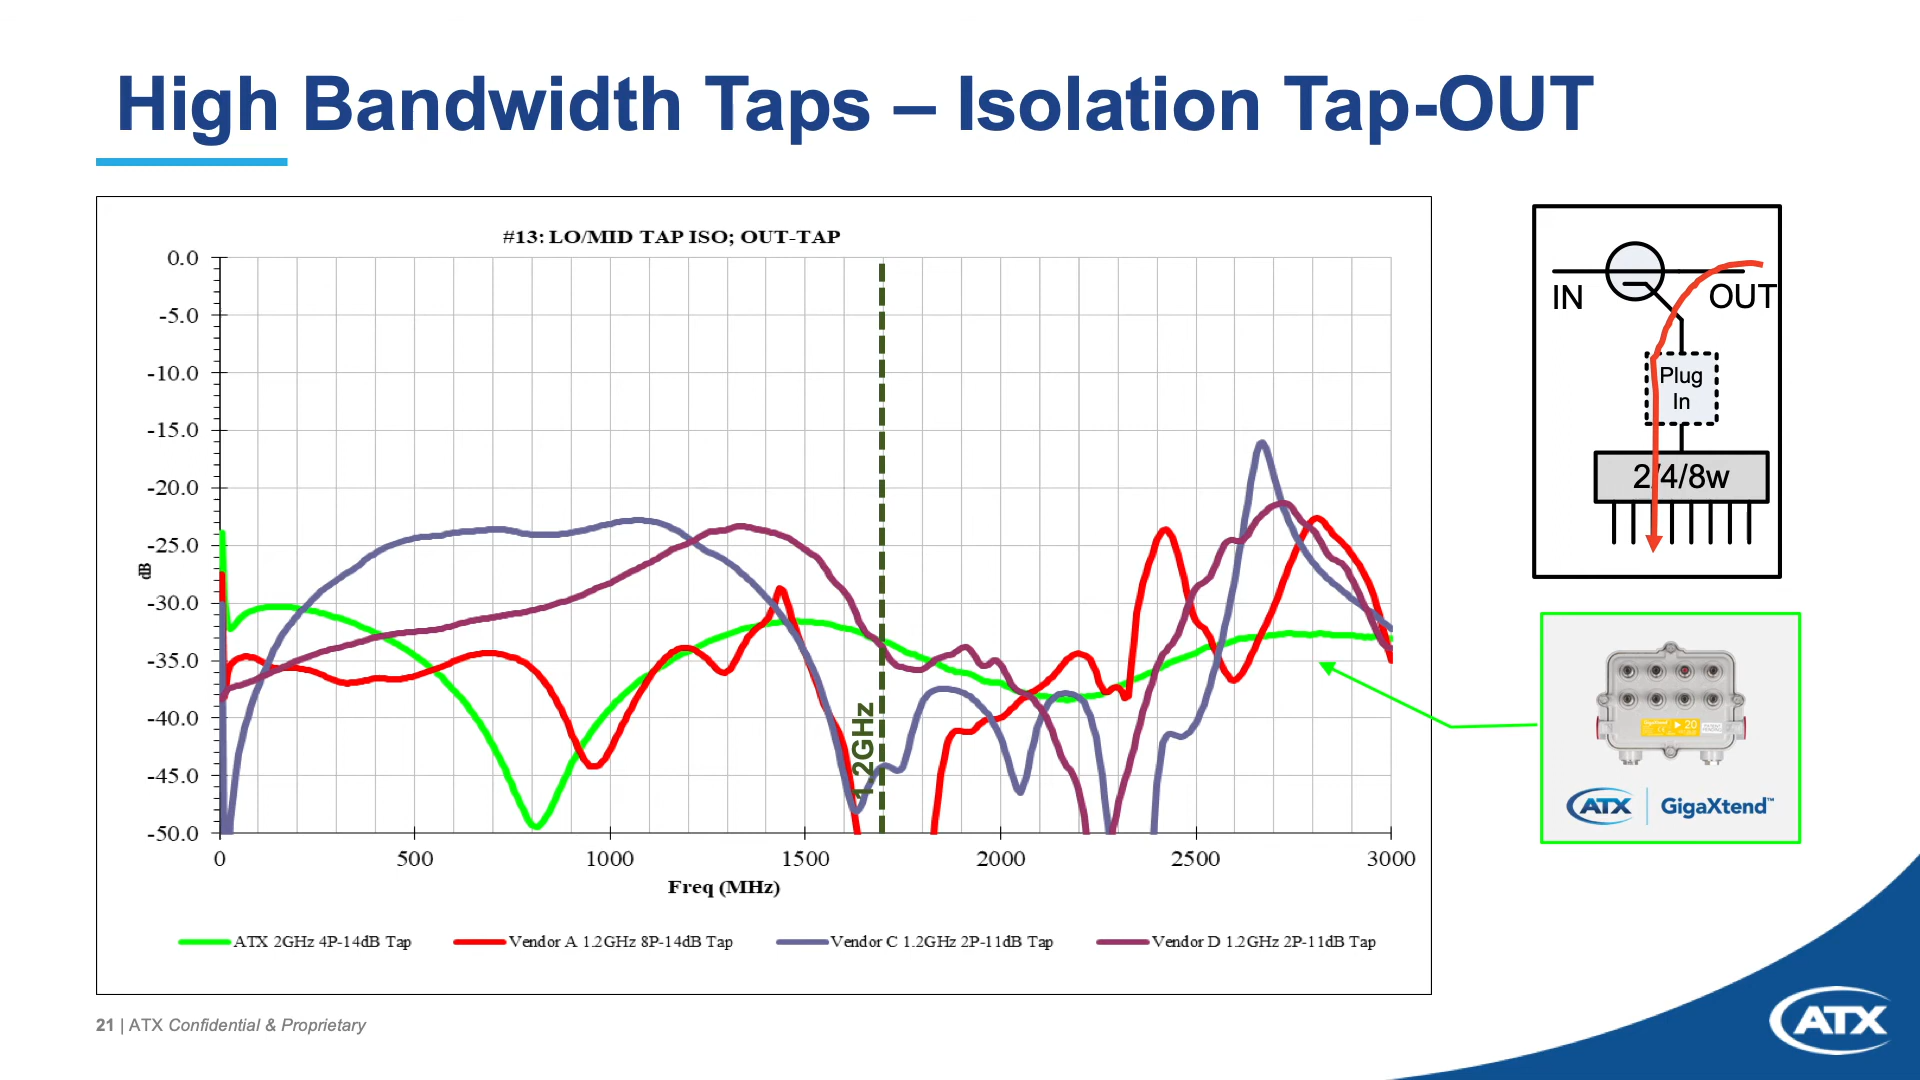 High Bandwidth Taps – Isolation Tap-OUT
#13: LO/MID TAP ISO; OUT-TAP
0.0
-5.0
-10.0
-15.0
-20.0
-25.0
-30.0
-35.0
-40.0
-45.0
-50.0
dB
1.2GHz
0
500
1000
1500
2000
2500
3000
Freq (MHz)
ATX 2GHz 4P-14dB Tap
Vendor A 1.2GHz 8P-14dB Tap
Vendor C 1.2GHz 2P-11dB Tap
Vendor D 1.2GHz 2P-11dB Tap
IN
OUT
Plug
In
2/4/8w
20
ATX
GigaXtend™
21 | ATX Confidential & Proprietary
ATX